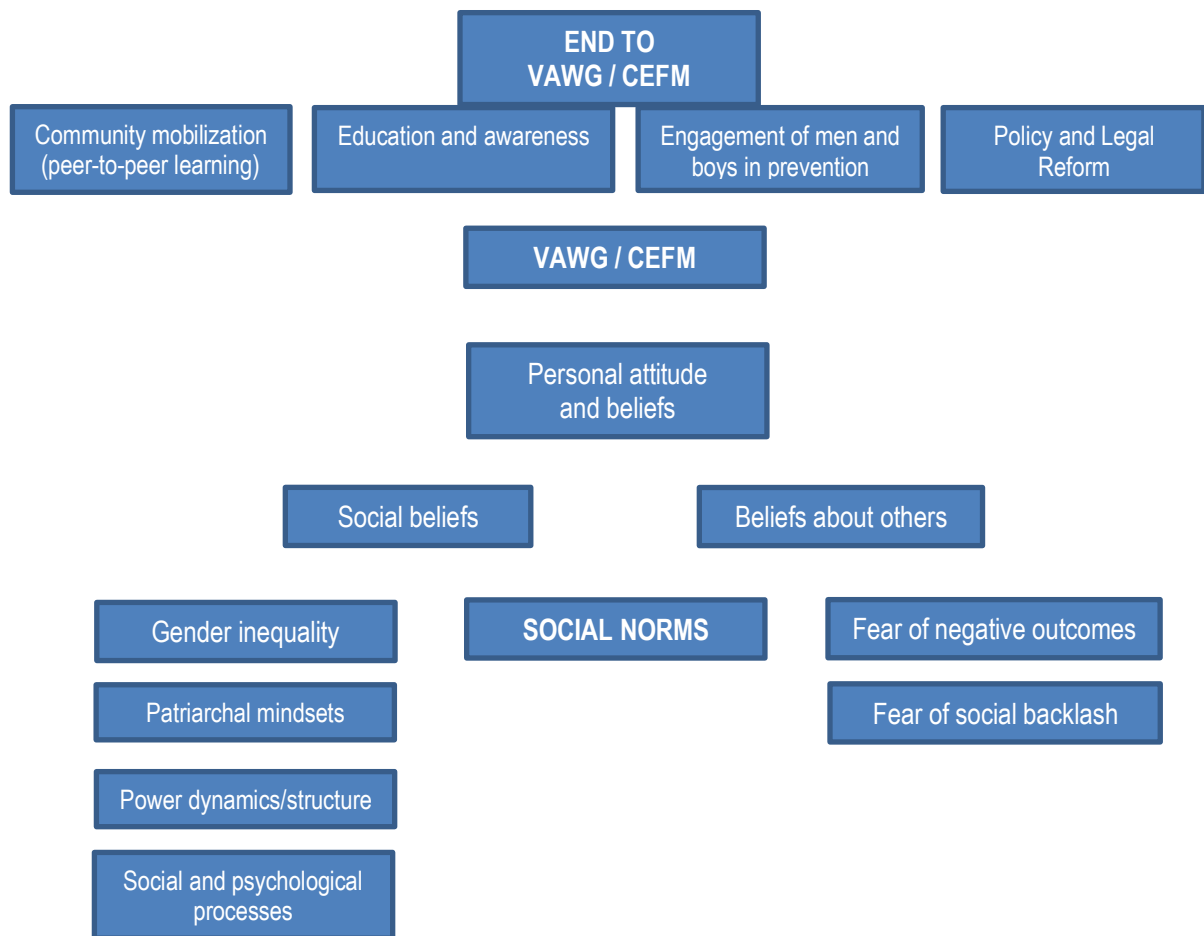 END TO
VAWG / CEFM
Community mobilization
(peer-to-peer learning)
Education and awareness
Engagement of men and
boys in prevention
Policy and Legal
Reform
VAWG / CEFM
Personal attitude
and beliefs
Social beliefs
Beliefs about others
Gender inequality
SOCIAL NORMS
Fear of negative outcomes
Patriarchal mindsets
Fear of social backlash
Power dynamics/structure
Social and psychological
processes